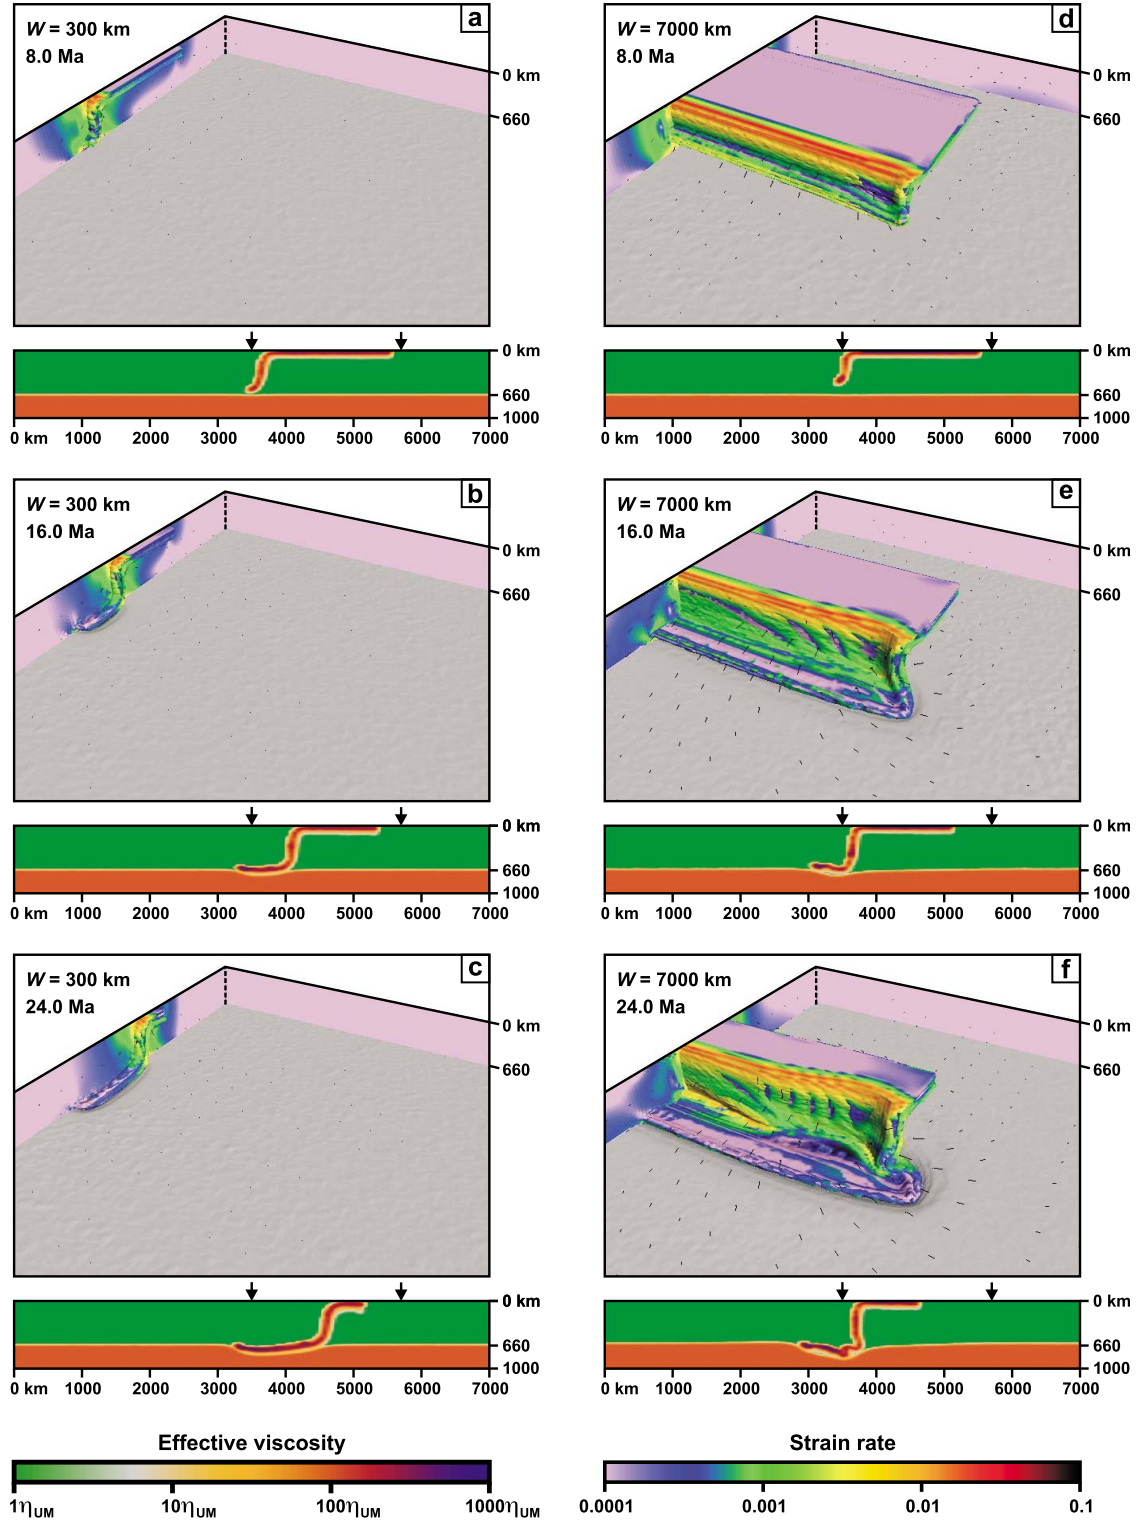 a
W = 300 km
8.0 Ma
0 km
660
0 km
660
1000
0 km 1000 2000 3000 4000 5000 6000 7000
d
W = 7000 km
8.0 Ma
0 km
660
0 km
660
1000
0 km 1000 2000 3000 4000 5000 6000 7000
b
W = 300 km
16.0 Ma
0 km
660
0 km
660
1000
0 km 1000 2000 3000 4000 5000 6000 7000
e
W = 7000 km
16.0 Ma
0 km
660
0 km
660
1000
0 km 1000 2000 3000 4000 5000 6000 7000
c
W = 300 km
24.0 Ma
0 km
660
0 km
660
1000
0 km 1000 2000 3000 4000 5000 6000 7000
f
W = 7000 km
24.0 Ma
0 km
660
0 km
660
1000
0 km 1000 2000 3000 4000 5000 6000 7000
Effective viscosity
1ηUM 10ηUM 100ηUM 1000ηUM
Strain rate
0.0001 0.001 0.01 0.1